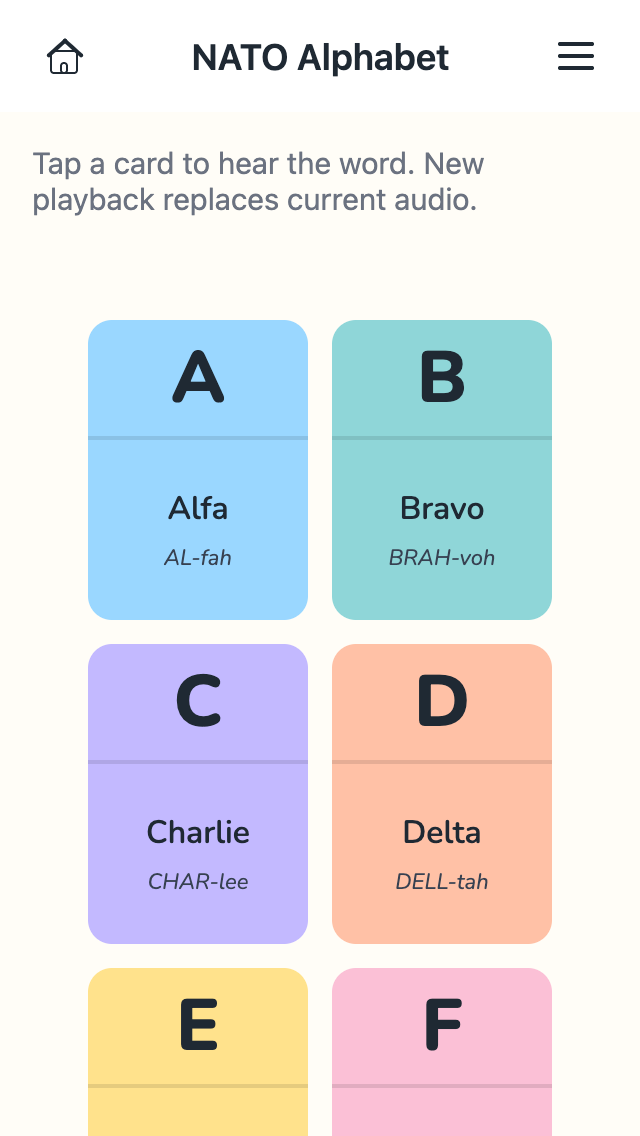 NATO Alphabet
Tap a card to hear the word. New
playback replaces current audio.
A
Alfa
AL-fah
B
Bravo
BRAH-voh
C
Charlie
CHAR-lee
D
Delta
DELL-tah
E
F